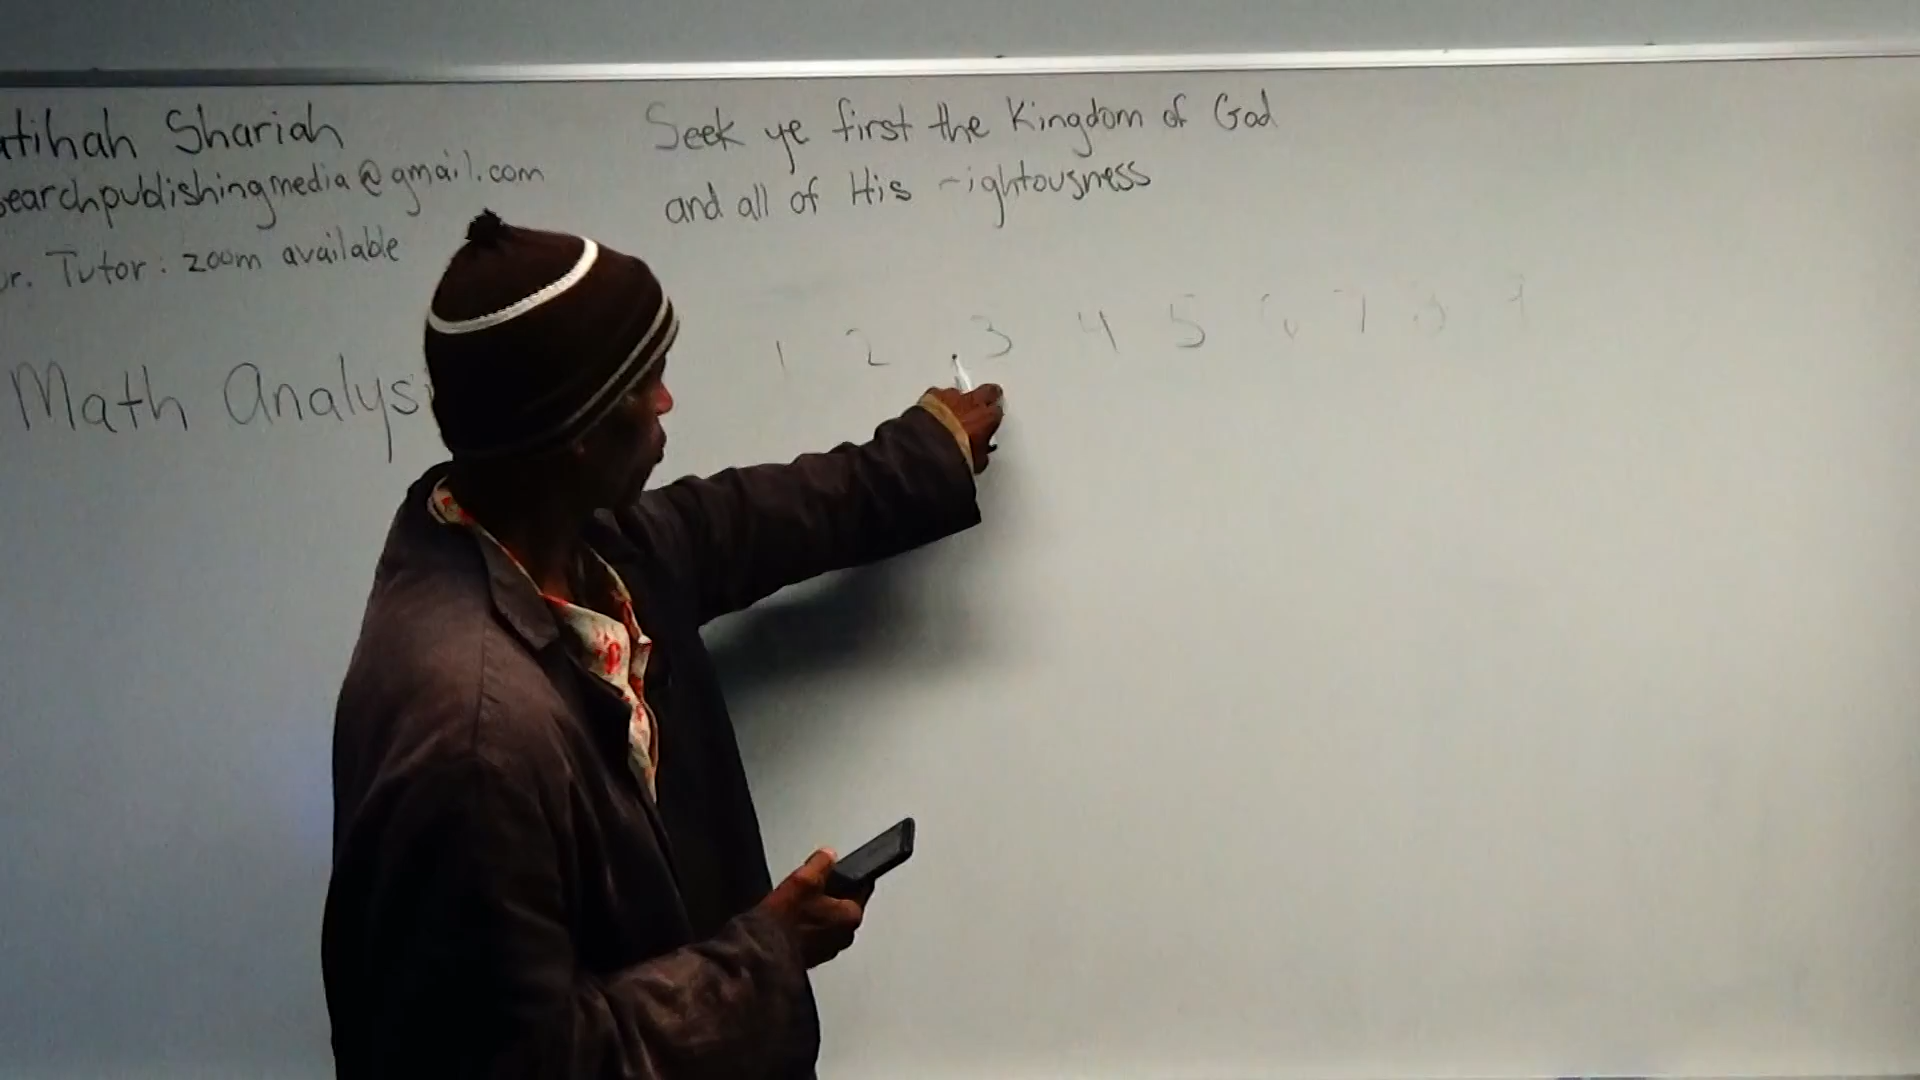 atihah Shariah
searchpublishingmedia@gmail.com
r. Tutor: zoom available
Seek ye first the Kingdom of God
and all of His rightousness
Math Analysi
1 2 3 4 5 6 7 8 9